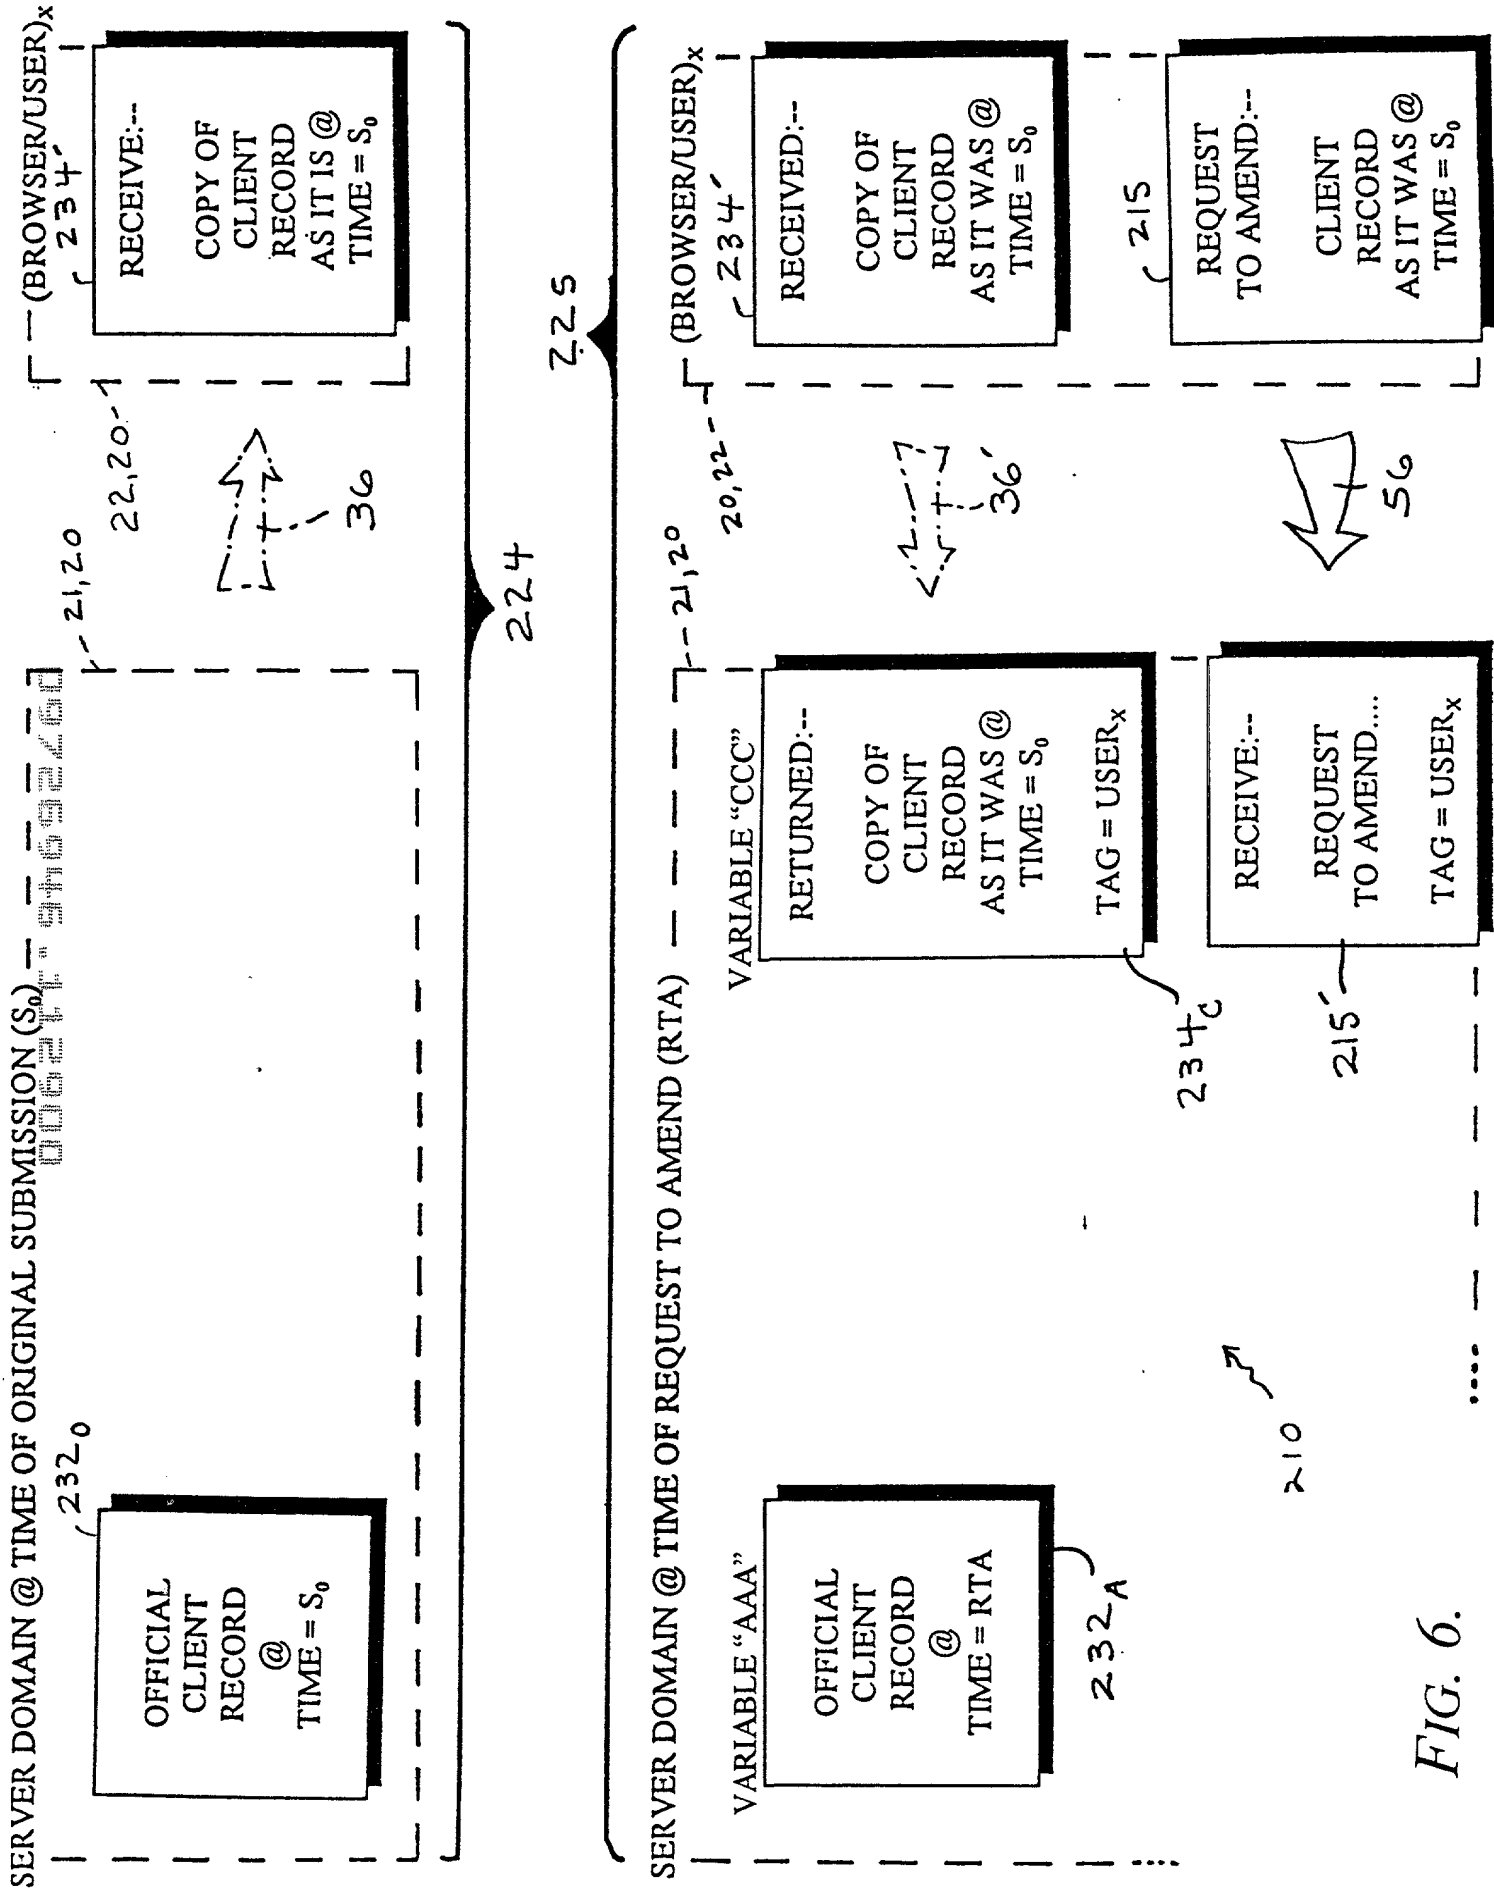 SERVER DOMAIN @ TIME OF ORIGINAL SUBMISSION (S₀)
(BROWSER/USER)ₓ
232₀
OFFICIAL
CLIENT
RECORD
@
TIME = S₀
21,20
22,20
36
234′
RECEIVE:--
COPY OF
CLIENT
RECORD
AS IT IS @
TIME = S₀
224
225
SERVER DOMAIN @ TIME OF REQUEST TO AMEND (RTA)
21,20
20,22
(BROWSER/USER)ₓ
VARIABLE “AAA”
OFFICIAL
CLIENT
RECORD
@
TIME = RTA
232A
VARIABLE “CCC”
RETURNED:--
COPY OF
CLIENT
RECORD
AS IT WAS @
TIME = S₀
TAG = USERₓ
234C
36′
234′
RECEIVED:--
COPY OF
CLIENT
RECORD
AS IT WAS @
TIME = S₀
210
215′
RECEIVE:--
REQUEST
TO AMEND....
TAG = USERₓ
56
215
REQUEST
TO AMEND:--
CLIENT
RECORD
AS IT WAS @
TIME = S₀
FIG. 6.